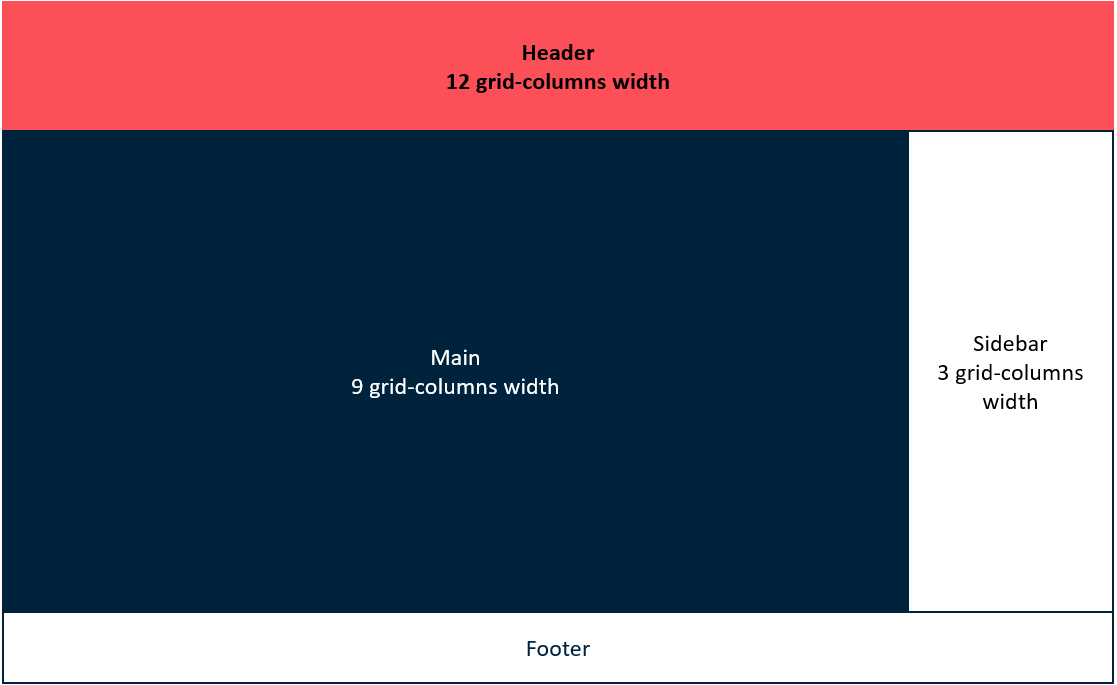 Header
12 grid-columns width
Main
9 grid-columns width
Sidebar
3 grid-columns
width
Footer